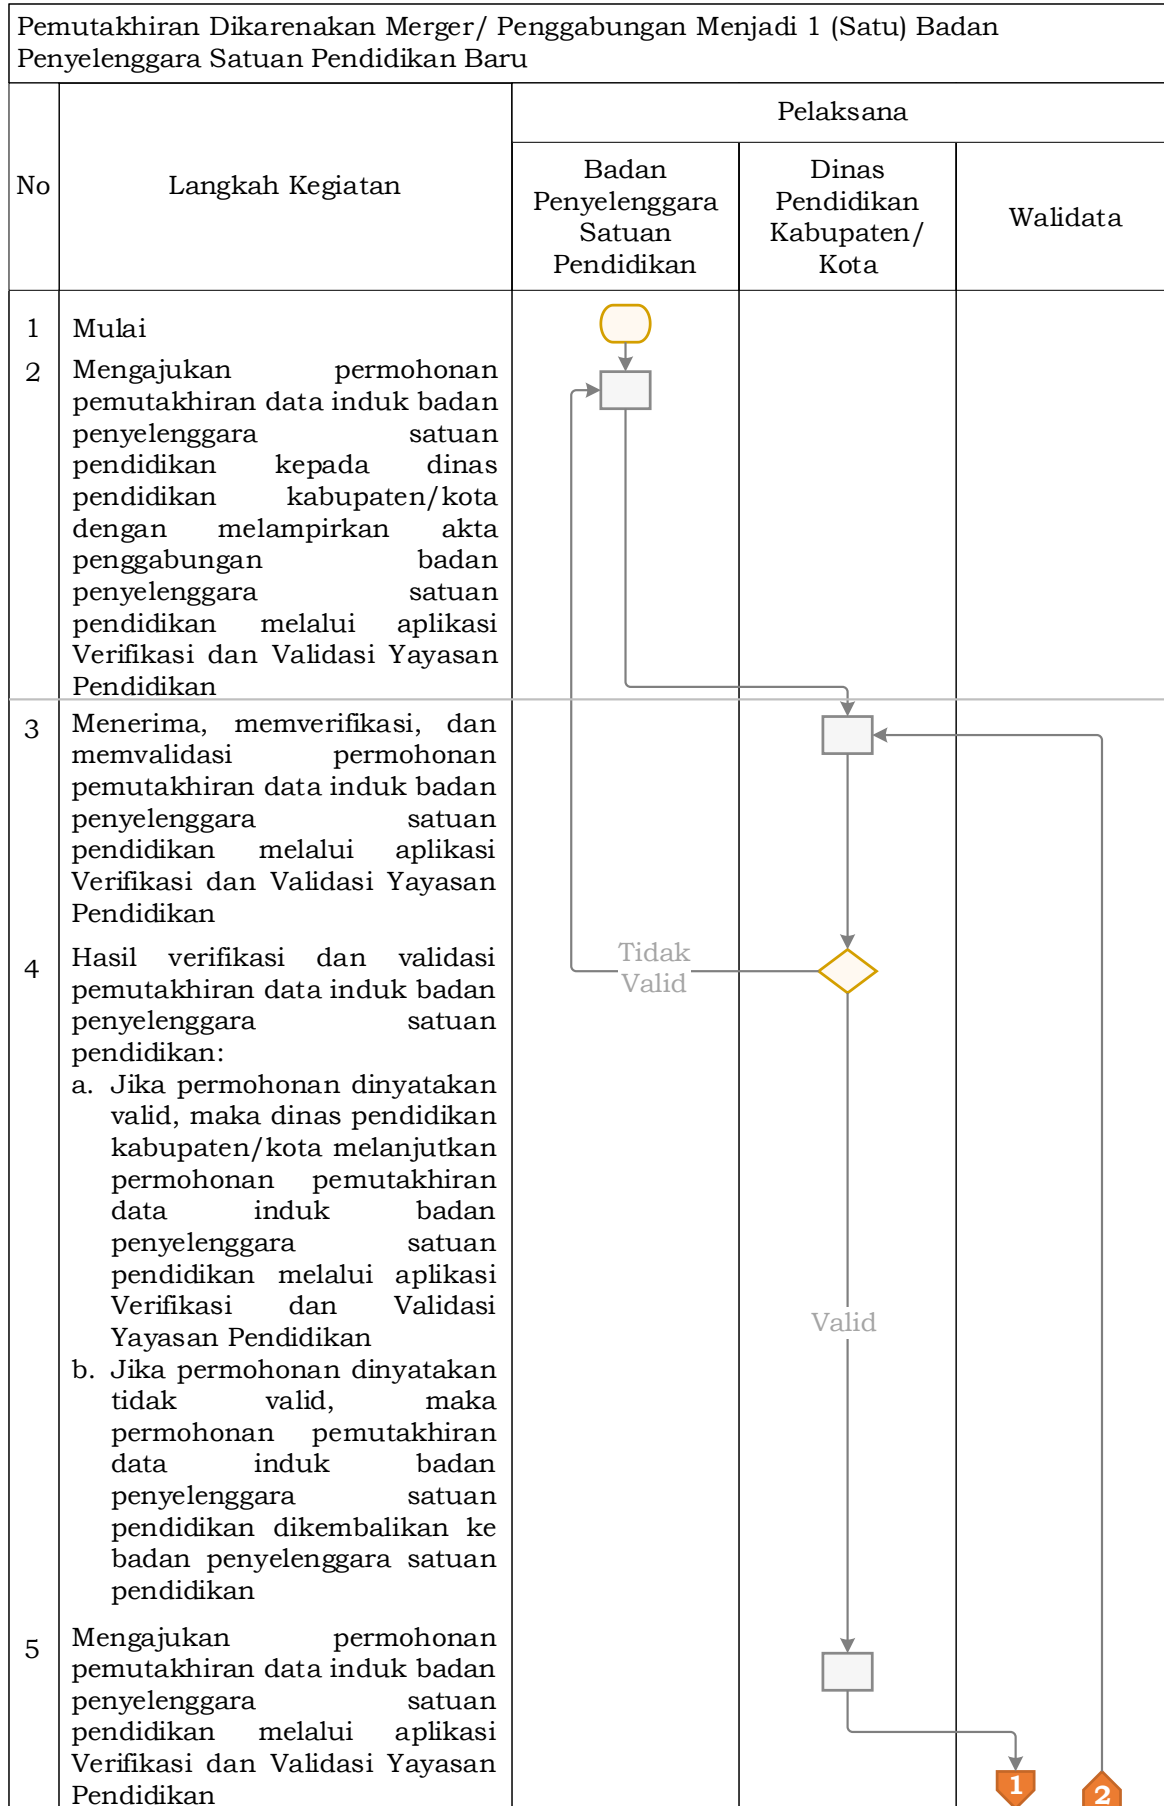 Pemutakhiran Dikarenakan Merger/ Penggabungan Menjadi 1 (Satu) Badan
Penyelenggara Satuan Pendidikan Baru
No
Langkah Kegiatan
Pelaksana
Badan
Penyelenggara
Satuan
Pendidikan
Dinas
Pendidikan
Kabupaten/
Kota
Walidata
1
Mulai
2
Mengajukan permohonan
pemutakhiran data induk badan
penyelenggara satuan
pendidikan kepada dinas
pendidikan kabupaten/kota
dengan melampirkan akta
penggabungan badan
penyelenggara satuan
pendidikan melalui aplikasi
Verifikasi dan Validasi Yayasan
Pendidikan
3
Menerima, memverifikasi, dan
memvalidasi permohonan
pemutakhiran data induk badan
penyelenggara satuan
pendidikan melalui aplikasi
Verifikasi dan Validasi Yayasan
Pendidikan
4
Hasil verifikasi dan validasi
pemutakhiran data induk badan
penyelenggara satuan
pendidikan:
a. Jika permohonan dinyatakan
valid, maka dinas pendidikan
kabupaten/kota melanjutkan
permohonan pemutakhiran
data induk badan
penyelenggara satuan
pendidikan melalui aplikasi
Verifikasi dan Validasi
Yayasan Pendidikan
b. Jika permohonan dinyatakan
tidak valid, maka
permohonan pemutakhiran
data induk badan
penyelenggara satuan
pendidikan dikembalikan ke
badan penyelenggara satuan
pendidikan
Tidak
Valid
Valid
5
Mengajukan permohonan
pemutakhiran data induk badan
penyelenggara satuan
pendidikan melalui aplikasi
Verifikasi dan Validasi Yayasan
Pendidikan
1
2